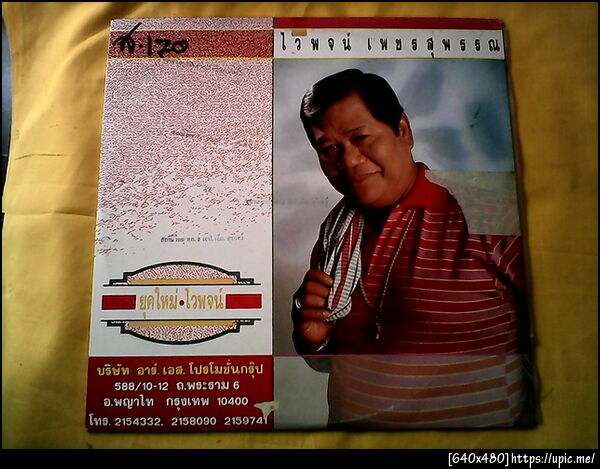 ส 120
ไวพจน์ เพชรสุพรรณ
ยุคใหม่•ไวพจน์
บริษัท อาร์.เอส.โปรโมชั่นกรุ๊ป
588/10-12 ถ.พระราม 6
อ.พญาไท กรุงเทพ 10400
โทร. 2154332. 2158090 2159741
[640x480]https://upic.me/